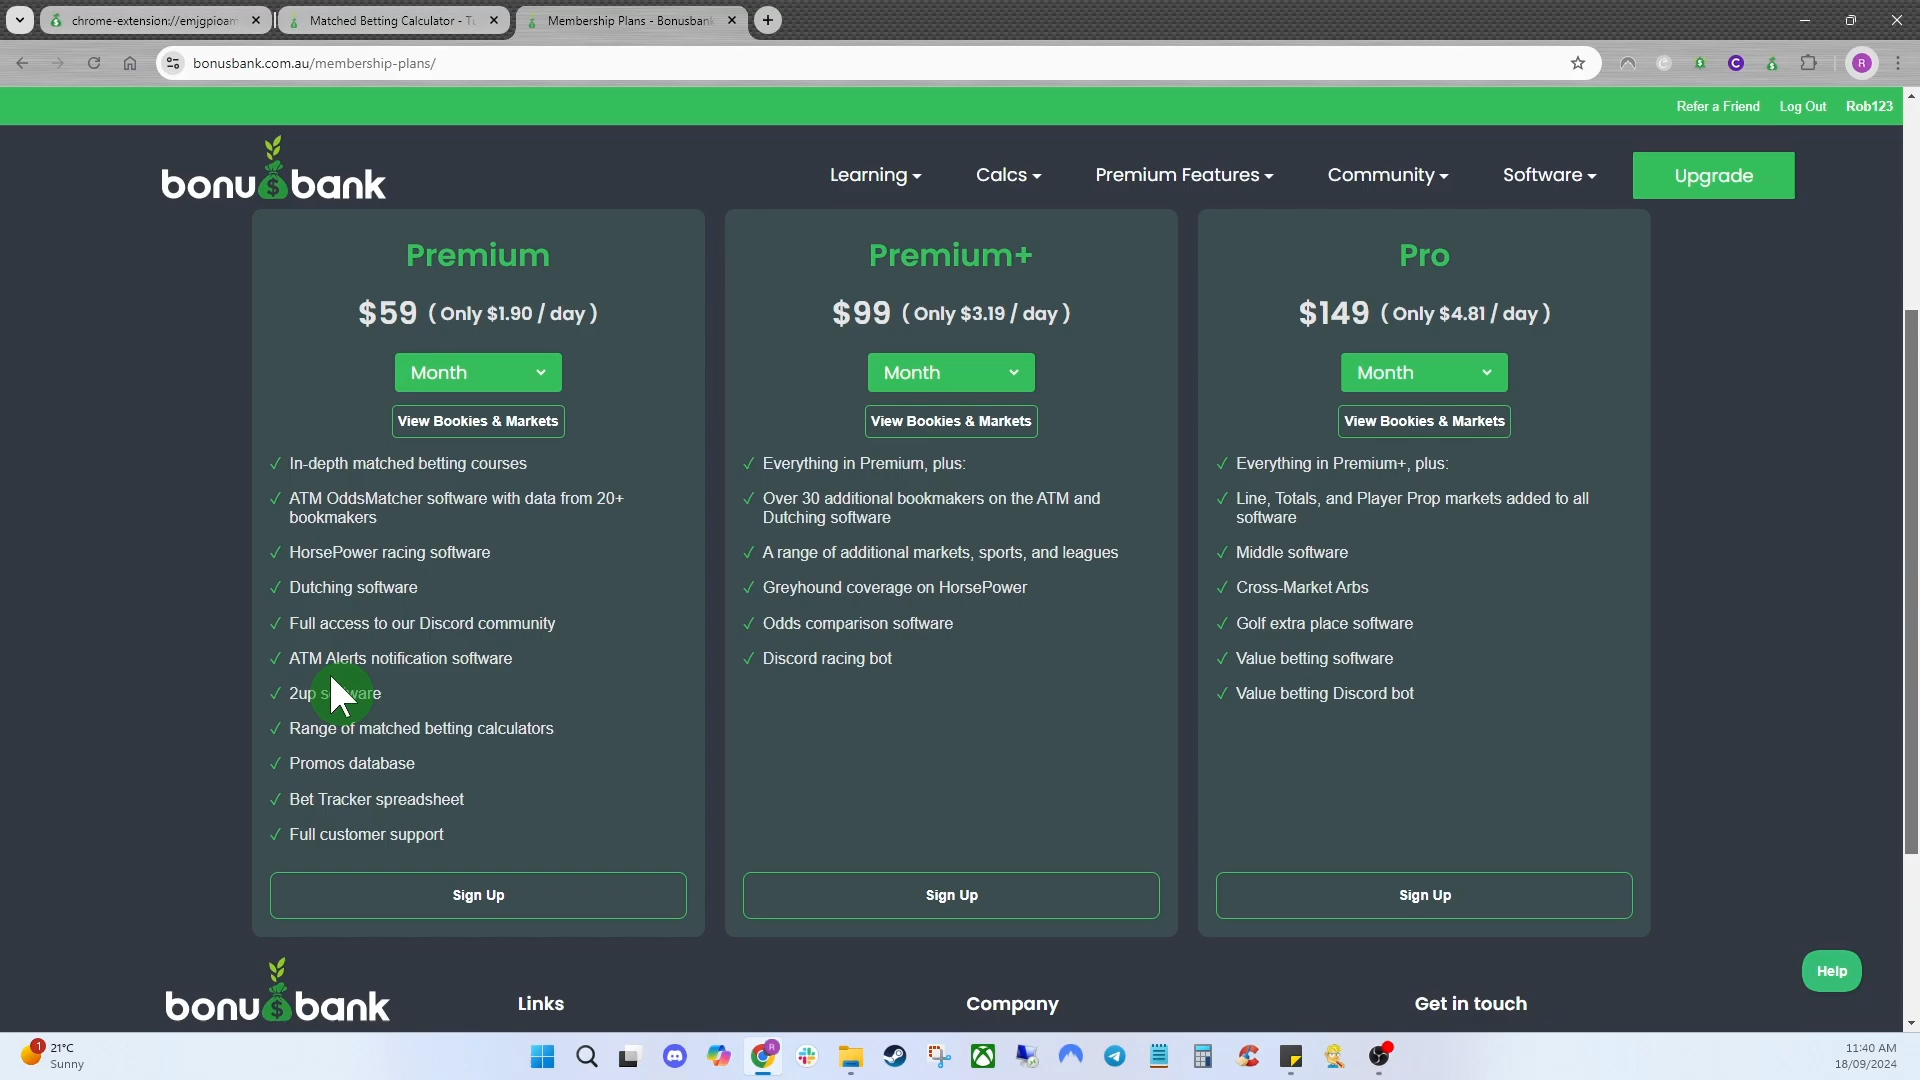 chrome-extension://emjgpioam
Matched Betting Calculator - Tu
Membership Plans - Bonusbank
bonusbank.com.au/membership-plans/
R
Refer a Friend
Log Out
Rob123
bonu$bank
Learning
Calcs
Premium Features
Community
Software
Upgrade
Premium
$59 ( Only $1.90 / day )
Month
View Bookies & Markets
In-depth matched betting courses
ATM OddsMatcher software with data from 20+
bookmakers
HorsePower racing software
Dutching software
Full access to our Discord community
ATM Alerts notification software
2up software
Range of matched betting calculators
Promos database
Bet Tracker spreadsheet
Full customer support
Sign Up
Premium+
$99 ( Only $3.19 / day )
Month
View Bookies & Markets
Everything in Premium, plus:
Over 30 additional bookmakers on the ATM and
Dutching software
A range of additional markets, sports, and leagues
Greyhound coverage on HorsePower
Odds comparison software
Discord racing bot
Sign Up
Pro
$149 ( Only $4.81 / day )
Month
View Bookies & Markets
Everything in Premium+, plus:
Line, Totals, and Player Prop markets added to all
software
Middle software
Cross-Market Arbs
Golf extra place software
Value betting software
Value betting Discord bot
Sign Up
Help
bonu$bank
Links
Company
Get in touch
1
21°C
Sunny
R
11:40 AM
18/09/2024